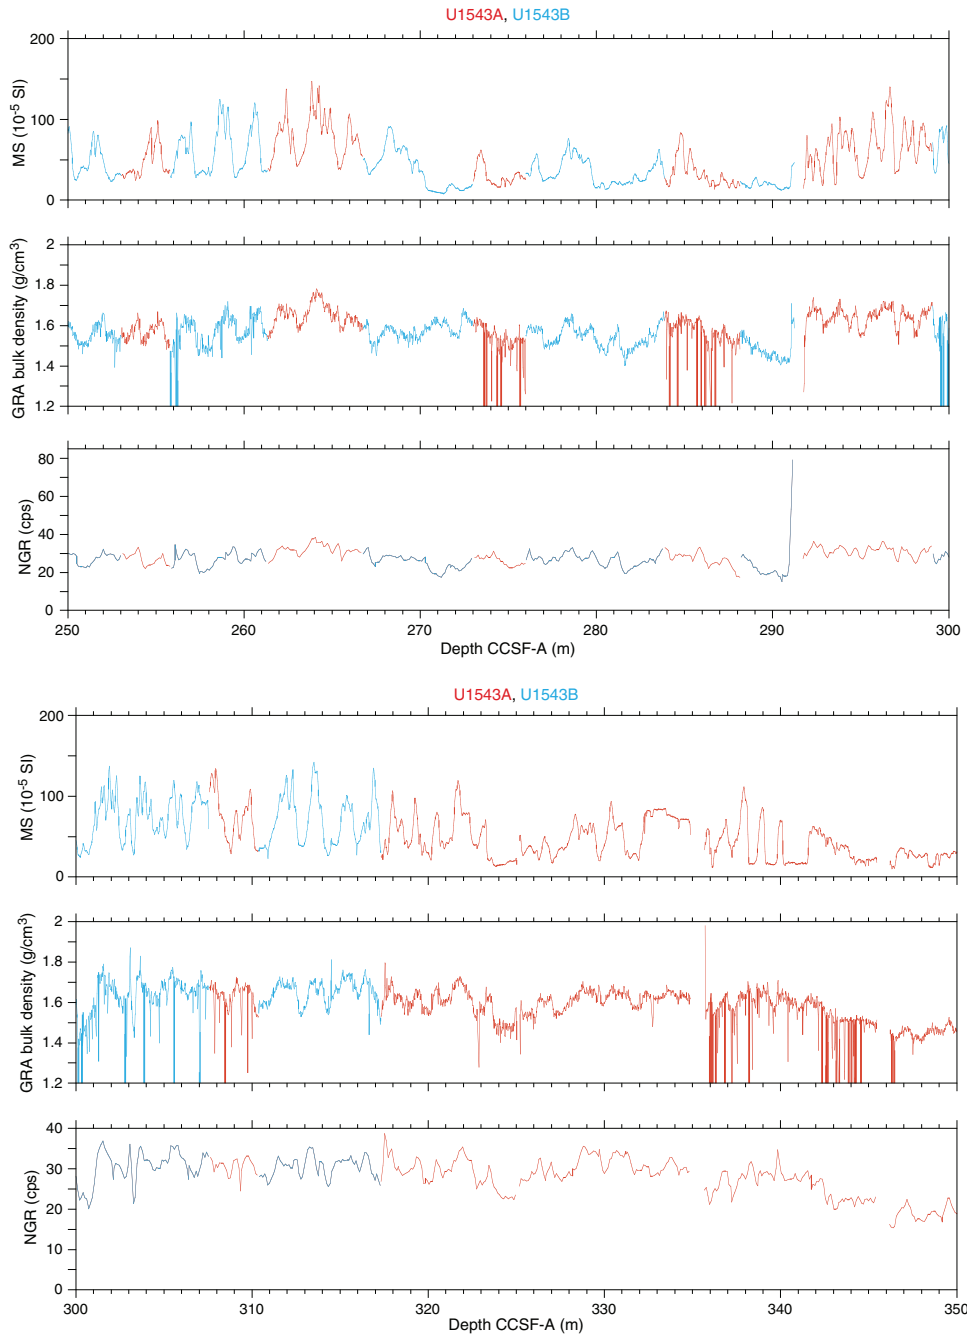 U1543A, U1543B
200
100
0
MS (10⁻⁵ SI)
2
1.8
1.6
1.4
1.2
GRA bulk density (g/cm³)
80
60
40
20
0
NGR (cps)
250 260 270 280 290 300
Depth CCSF-A (m)
U1543A, U1543B
200
100
0
MS (10⁻⁵ SI)
2
1.8
1.6
1.4
1.2
GRA bulk density (g/cm³)
40
30
20
10
0
NGR (cps)
300 310 320 330 340 350
Depth CCSF-A (m)